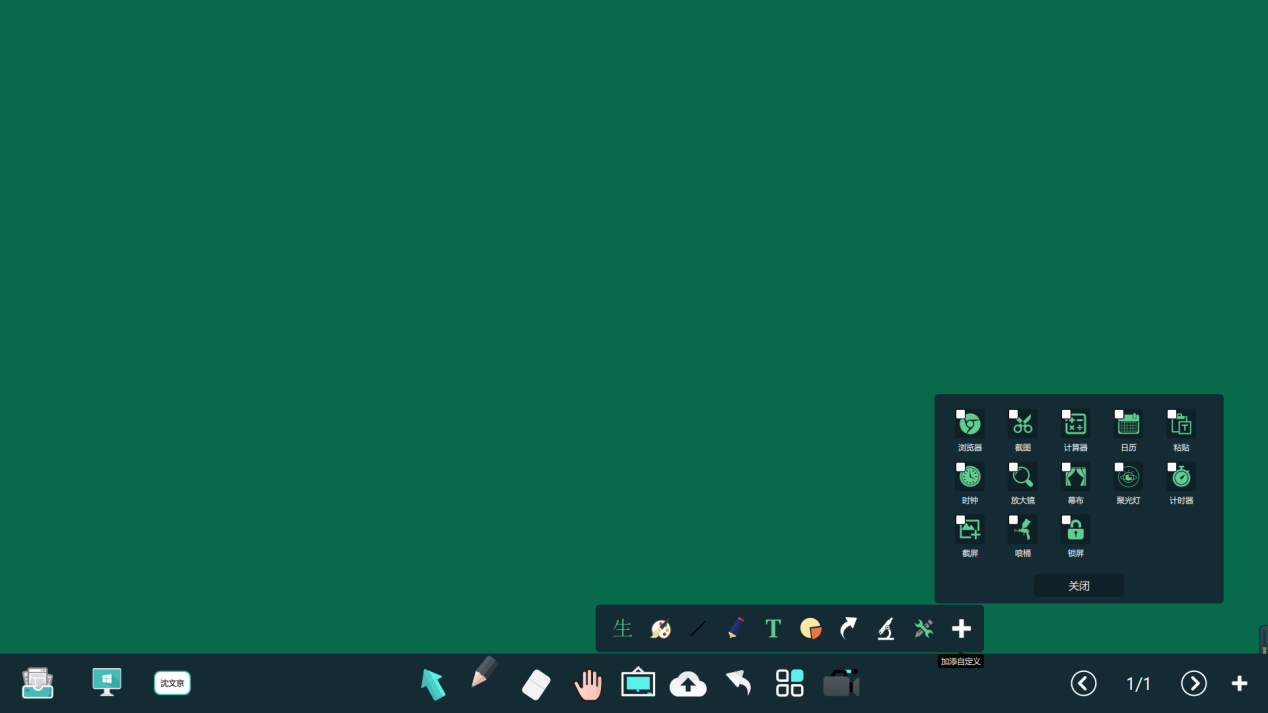 浏览器 截图 计算器 日历 粘贴
时钟 放大镜 幕布 聚光灯 计时器
截屏 喷桶 锁屏
关闭
生 T
加添自定义
沈文京
1/1